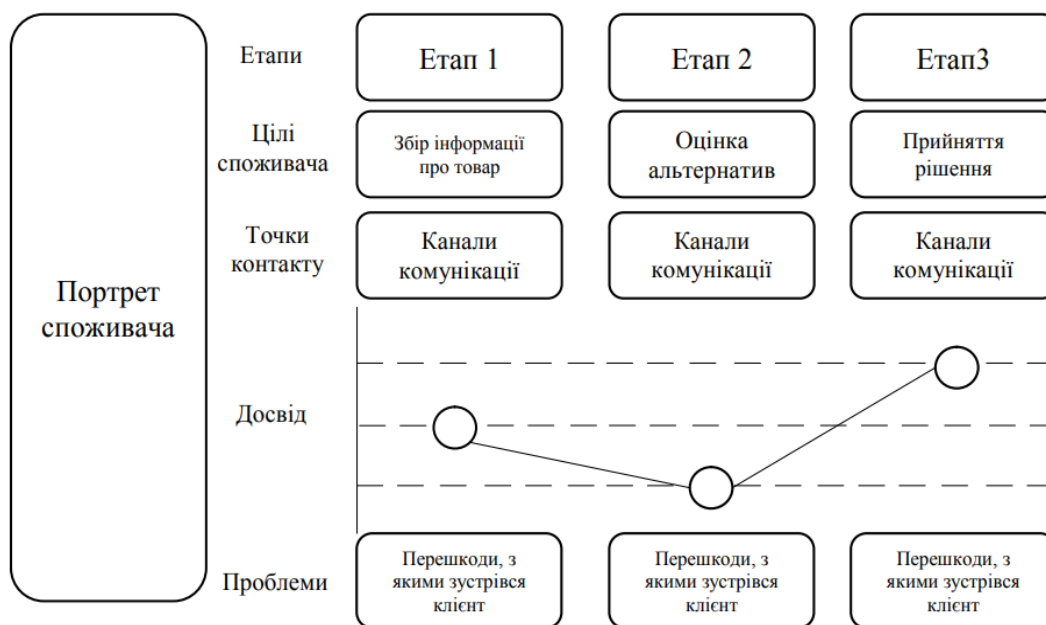 Портрет
споживача
Етапи
Етап 1
Етап 2
Етап3
Цілі
споживача
Збір інформації
про товар
Оцінка
альтернатив
Прийняття
рішення
Точки
контакту
Канали
комунікації
Канали
комунікації
Канали
комунікації
Досвід
Проблеми
Перешкоди, з
якими зустрівся
клієнт
Перешкоди, з
якими зустрівся
клієнт
Перешкоди, з
якими зустрівся
клієнт